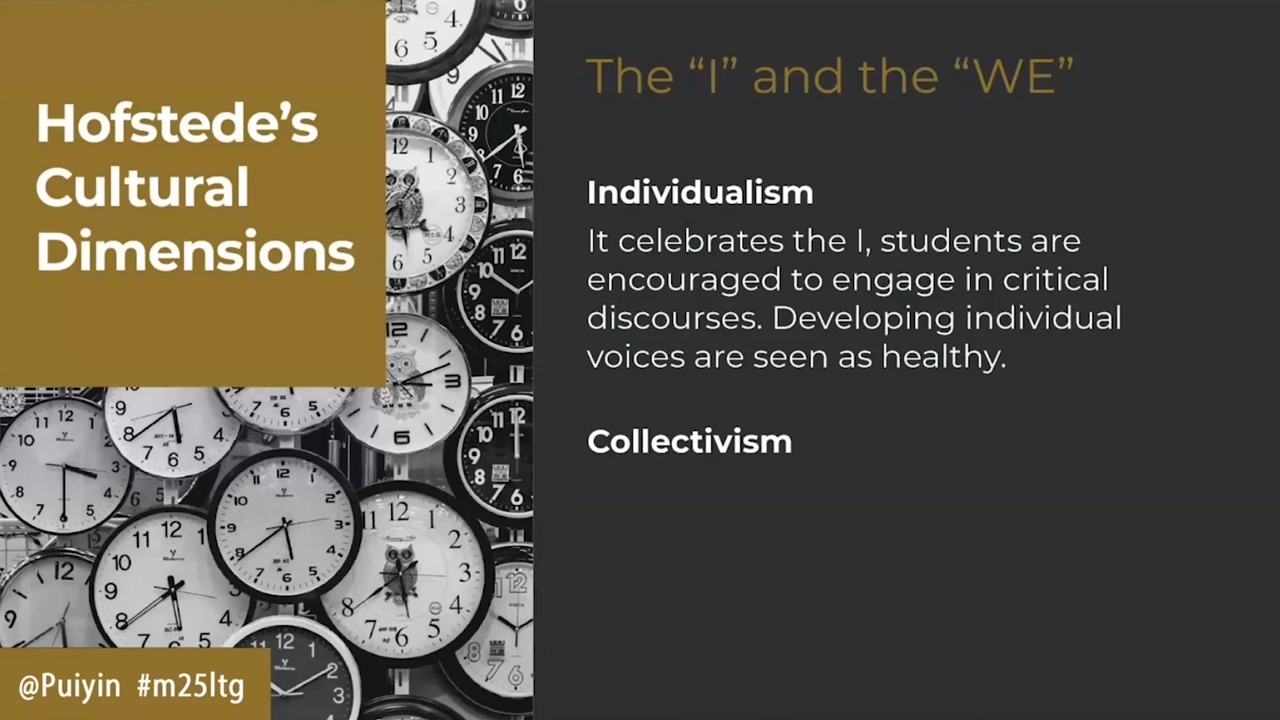 Hofstede's
Cultural
Dimensions
The “I” and the “WE”
Individualism
It celebrates the I, students are
encouraged to engage in critical
discourses. Developing individual
voices are seen as healthy.
Collectivism
@Puiyin #m25ltg